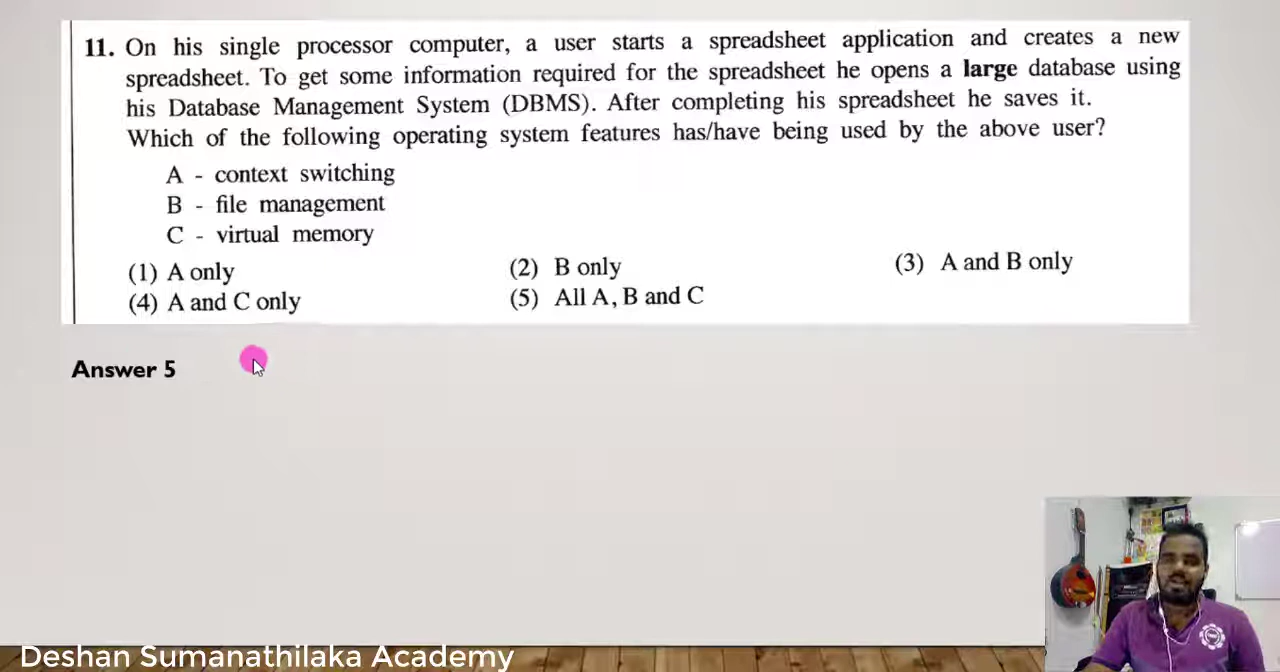 11. On his single processor computer, a user starts a spreadsheet application and creates a new
spreadsheet. To get some information required for the spreadsheet he opens a large database using
his Database Management System (DBMS). After completing his spreadsheet he saves it.
Which of the following operating system features has/have being used by the above user?
A - context switching
B - file management
C - virtual memory
(1) A only (2) B only (3) A and B only
(4) A and C only (5) All A, B and C
Answer 5
Deshan Sumanathilaka Academy